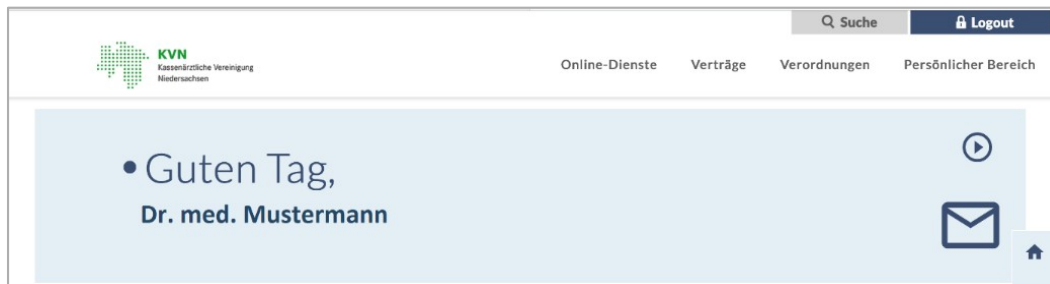 Suche
Logout
KVN
Kassenärztliche Vereinigung
Niedersachsen
Online-Dienste Verträge Verordnungen Persönlicher Bereich
• Guten Tag,
Dr. med. Mustermann